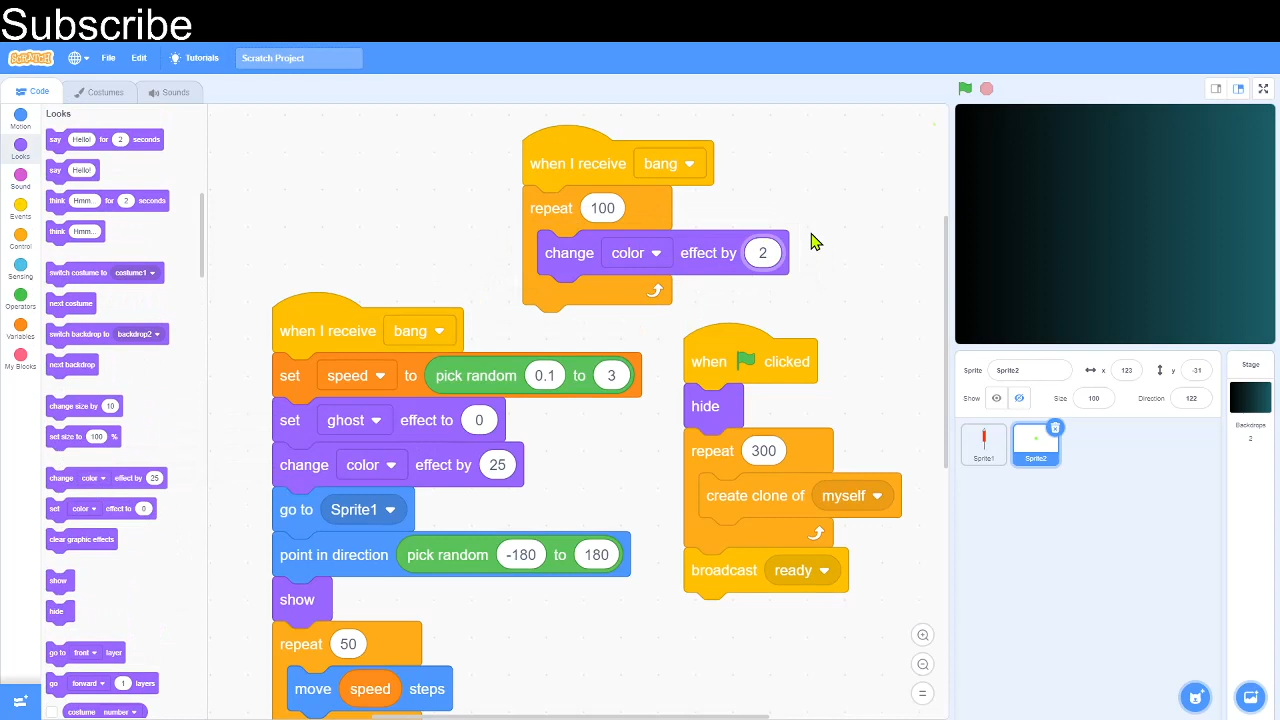 Subscribe
SCRATCH File Edit Tutorials Scratch Project
Code Costumes Sounds
Motion
Looks
Sound
Events
Control
Sensing
Operators
Variables
My Blocks
Looks
say Hello! for 2 seconds
say Hello!
think Hmm... for 2 seconds
think Hmm...
switch costume to costume1
next costume
switch backdrop to backdrop2
next backdrop
change size by 10
set size to 100 %
change color effect by 25
set color effect to 0
clear graphic effects
show
hide
go to front layer
go forward 1 layers
costume number
when I receive bang
repeat 100
change color effect by 2
when I receive bang
set speed to pick random 0.1 to 3
set ghost effect to 0
change color effect by 25
go to Sprite1
point in direction pick random -180 to 180
show
repeat 50
move speed steps
when clicked
hide
repeat 300
create clone of myself
broadcast ready
Sprite Sprite2 x 123 y -31
Show Size 100 Direction 122
Sprite1
Sprite2
Stage
Backdrops
2